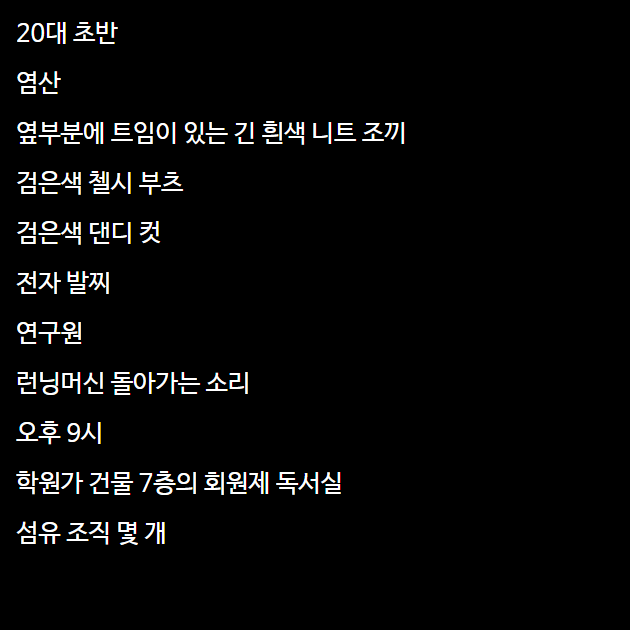 20대 초반
염산
옆부분에 트임이 있는 긴 흰색 니트 조끼
검은색 첼시 부츠
검은색 댄디 컷
전자 발찌
연구원
런닝머신 돌아가는 소리
오후 9시
학원가 건물 7층의 회원제 독서실
섬유 조직 몇 개